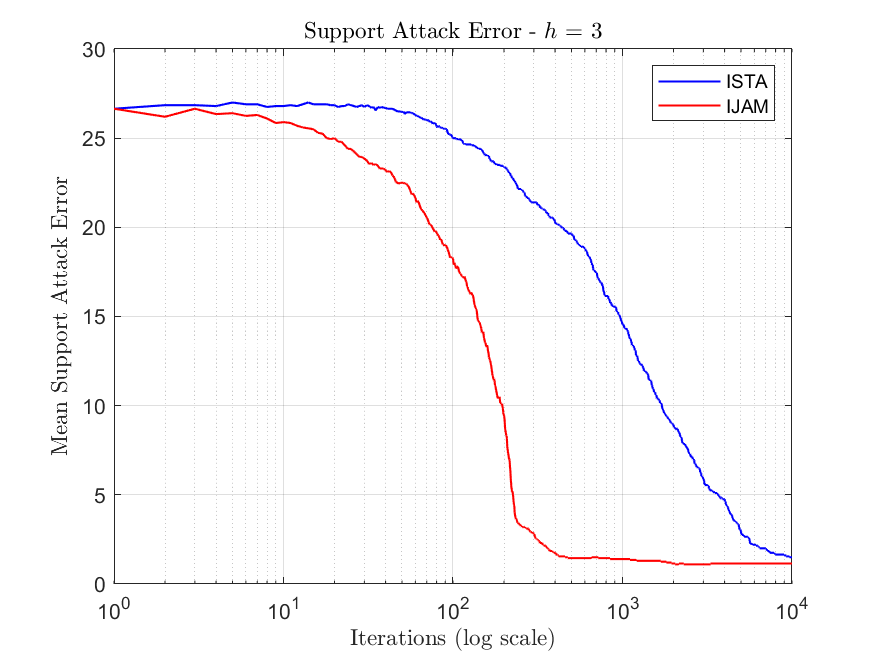 Support Attack Error - h = 3
ISTA
IJAM
Mean Support Attack Error
30
25
20
15
10
5
0
10^0
10^1
10^2
10^3
10^4
Iterations (log scale)